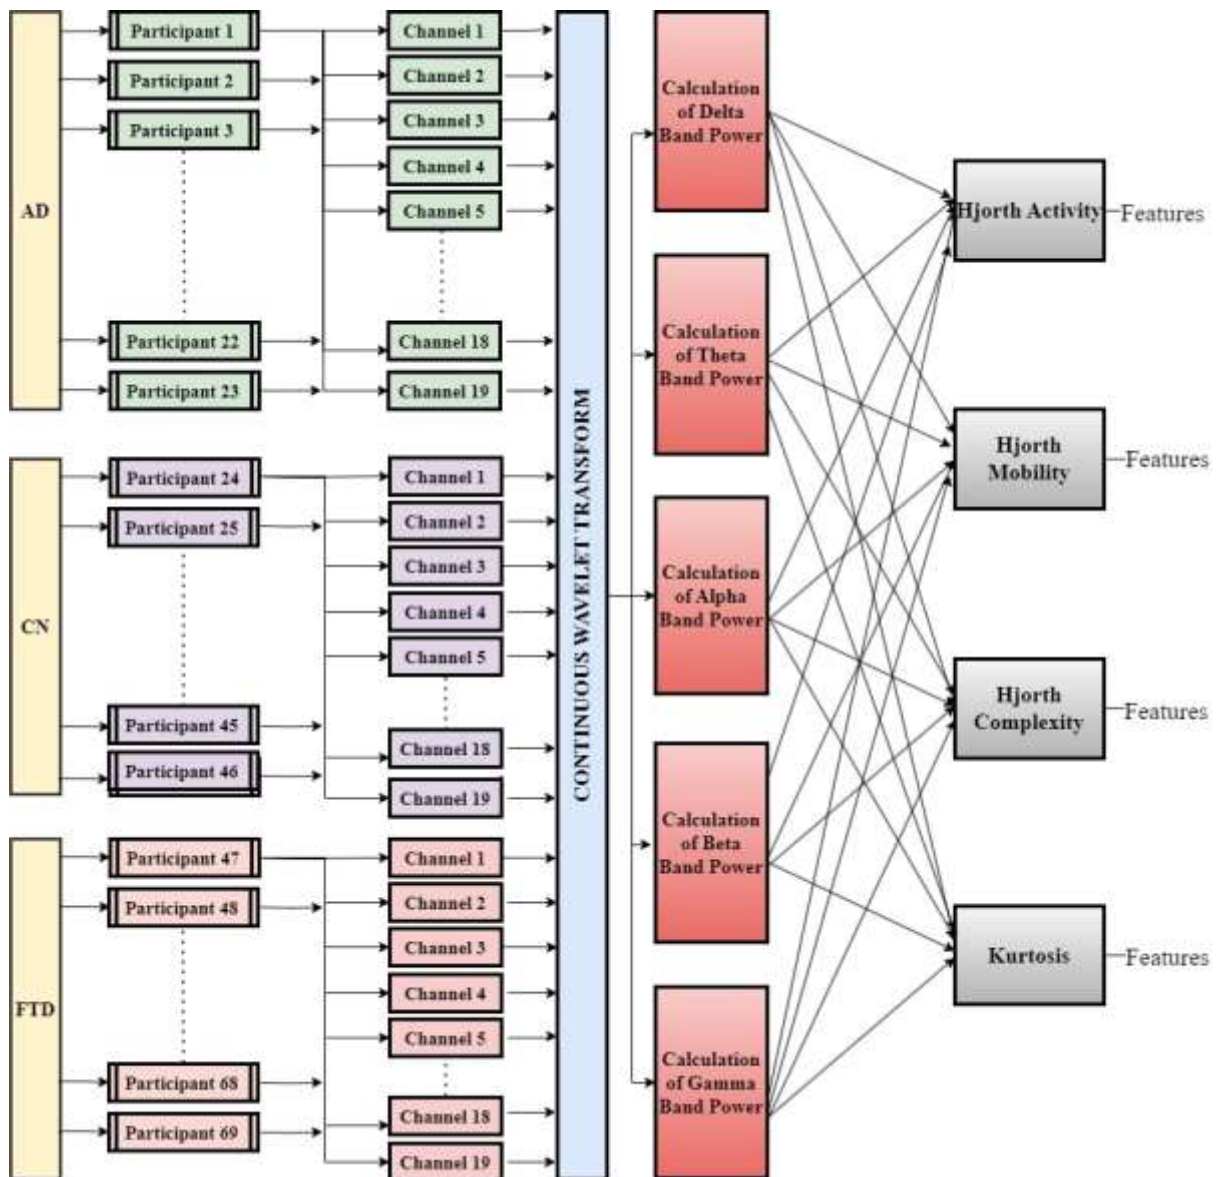 AD
Participant 1
Participant 2
Participant 3
Participant 22
Participant 23
Channel 1
Channel 2
Channel 3
Channel 4
Channel 5
Channel 18
Channel 19
CN
Participant 24
Participant 25
Participant 45
Participant 46
Channel 1
Channel 2
Channel 3
Channel 4
Channel 5
Channel 18
Channel 19
FTD
Participant 47
Participant 48
Participant 68
Participant 69
Channel 1
Channel 2
Channel 3
Channel 4
Channel 5
Channel 18
Channel 19
CONTINUOUS WAVELET TRANSFORM
Calculation
of Delta
Band Power
Calculation
of Theta
Band Power
Calculation
of Alpha
Band Power
Calculation
of Beta
Band Power
Calculation
of Gamma
Band Power
Hjorth Activity
Features
Hjorth
Mobility
Features
Hjorth
Complexity
Features
Kurtosis
Features